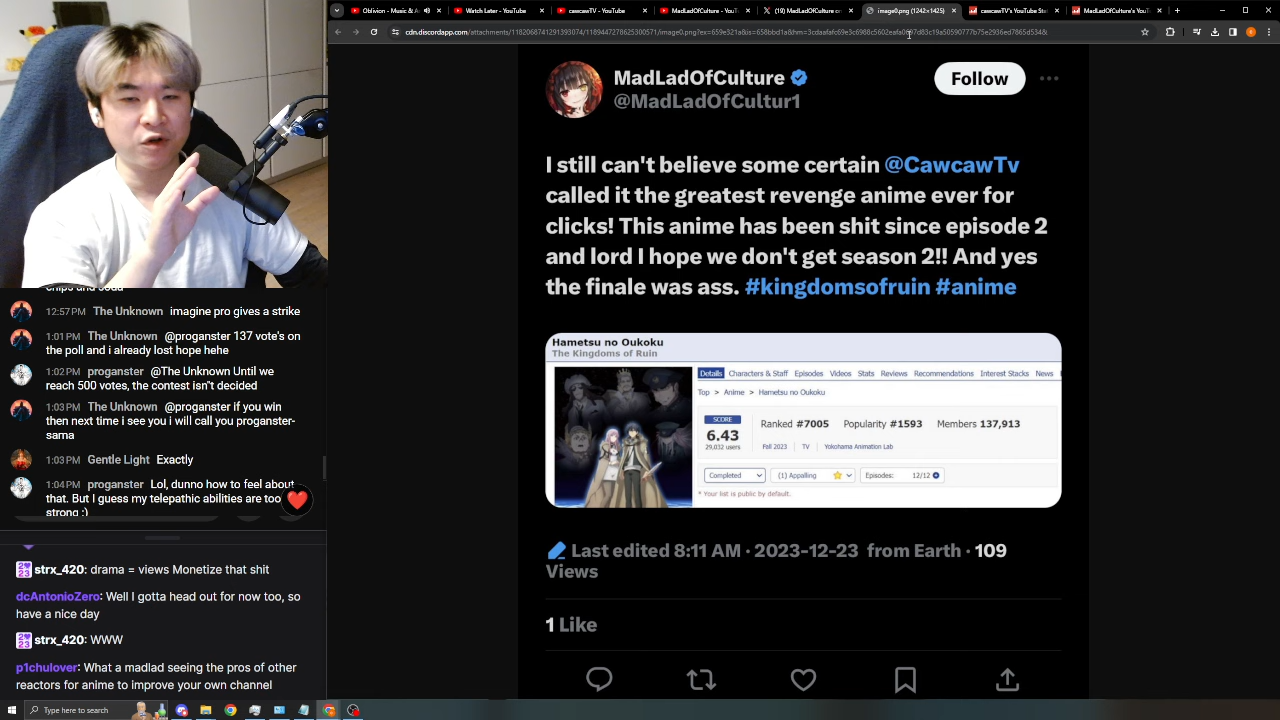 Oblivion - Music & A
Watch Later - YouTube
cawcawTV - YouTube
MadLadOfCulture - YouT
(19) MadLadOfCulture o
image0.png (1242×1425)
cawcawTV's YouTube Sta
MadLadOfCulture's YouT
MadLadOfCulture
@MadLadOfCultur1
Follow
I still can't believe some certain @CawcawTv
called it the greatest revenge anime ever for
clicks! This anime has been shit since episode 2
and lord I hope we don't get season 2!! And yes
the finale was ass. #kingdomsofruin #anime
Hametsu no Oukoku
The Kingdoms of Ruin
Details Characters & Staff Episodes Videos Stats Reviews Recommendations Interest Stacks News
Top > Anime > Hametsu no Oukoku
SCORE
6.43
29,032 users
Ranked #7005 Popularity #1593 Members 137,913
Fall 2023 TV Yokohama Animation Lab
Completed (1) Appalling Episodes: 12/12
* Your list is public by default.
Last edited 8:11 AM · 2023-12-23 from Earth · 109
Views
1 Like
chips and soda
12:57 PM The Unknown imagine pro gives a strike
1:01 PM The Unknown @proganster 137 vote's on
the poll and i already lost hope hehe
1:02 PM proganster @The Unknown Until we
reach 500 votes, the contest isn't decided
1:03 PM The Unknown @proganster if you win
then next time i see you i will call you proganster-
sama
1:03 PM Gentle Light Exactly
1:04 PM proganster
that. But I guess my telepathic abilities are too
strong :)
strx_420: drama = views Monetize that shit
dcAntonioZero: Well I gotta head out for now too, so
have a nice day
strx_420: WWW
p1chulover: What a madlad seeing the pros of other
reactors for anime to improve your own channel
Type here to search